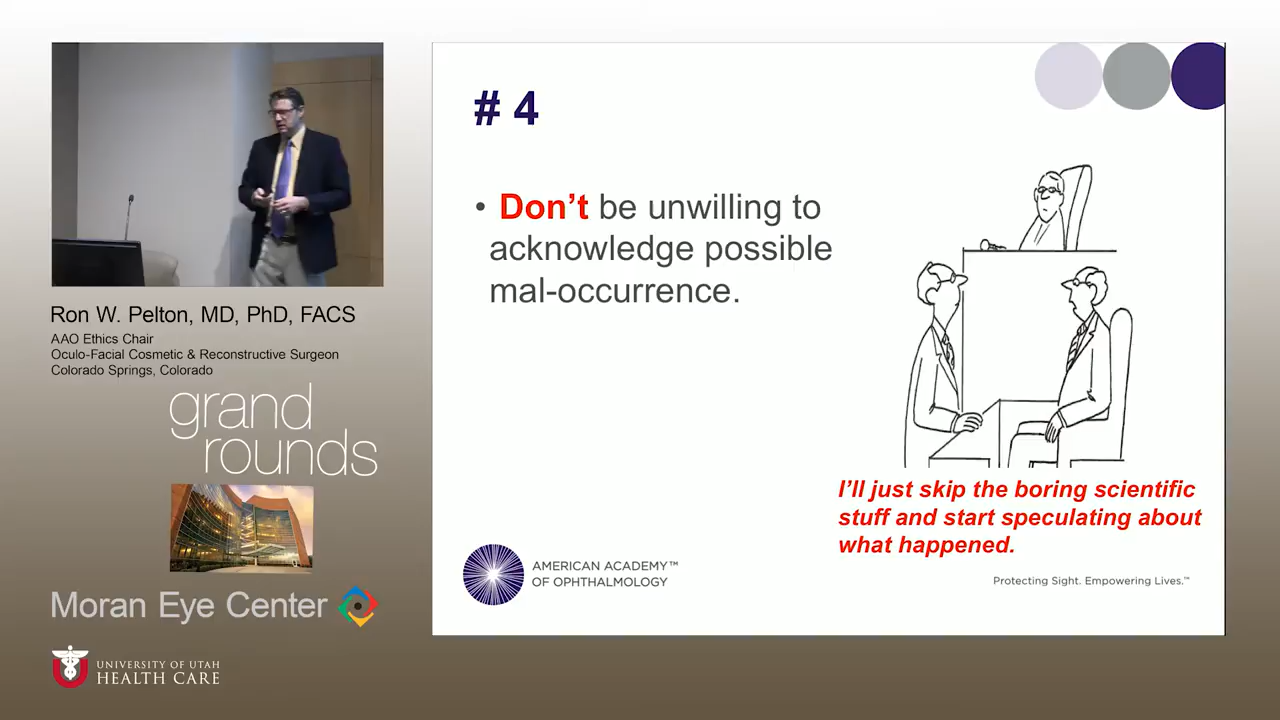 Ron W. Pelton, MD, PhD, FACS
AAO Ethics Chair
Oculo-Facial Cosmetic & Reconstructive Surgeon
Colorado Springs, Colorado
grand
rounds
Moran Eye Center
UNIVERSITY OF UTAH
HEALTH CARE
# 4
• Don’t be unwilling to
acknowledge possible
mal-occurrence.
I’ll just skip the boring scientific
stuff and start speculating about
what happened.
AMERICAN ACADEMY™
OF OPHTHALMOLOGY
Protecting Sight. Empowering Lives.™